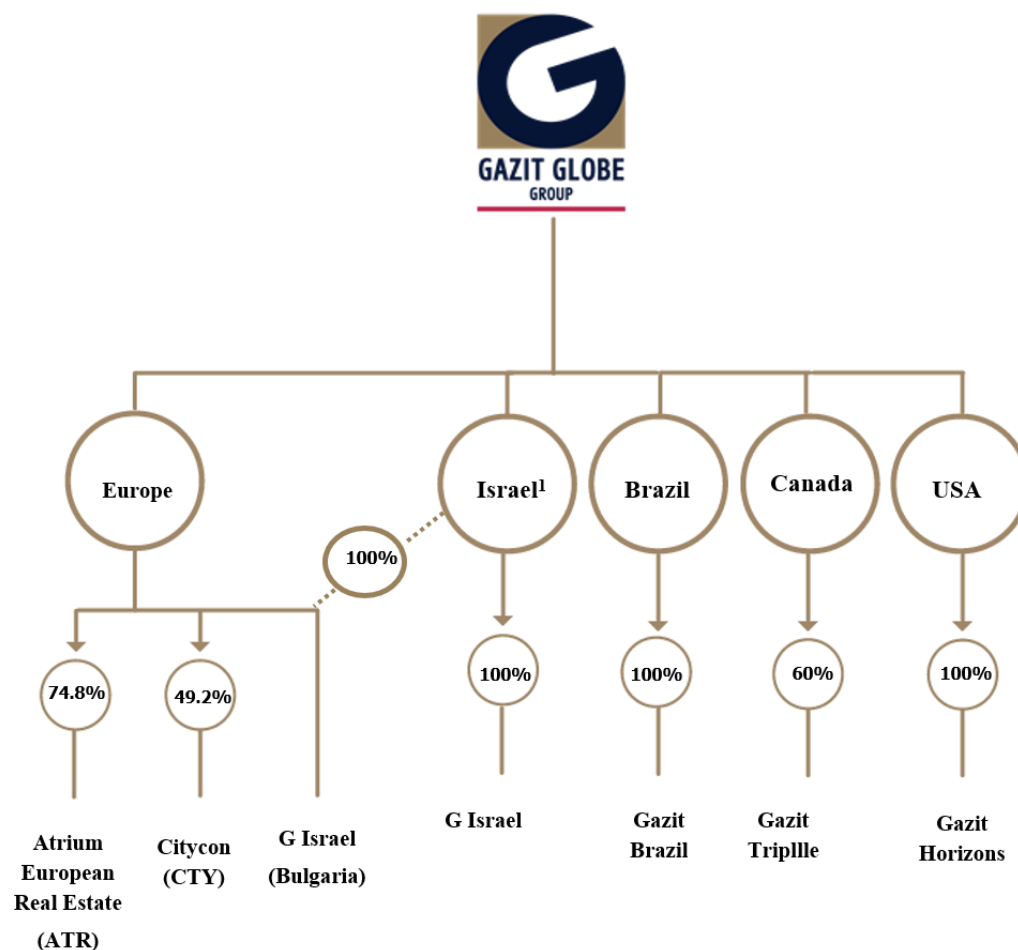 GAZIT GLOBE
GROUP
Europe
Israel¹
Brazil
Canada
USA
100%
74.8%
49.2%
100%
100%
60%
100%
Atrium
European
Real Estate
(ATR)
Citycon
(CTY)
G Israel
(Bulgaria)
G Israel
Gazit
Brazil
Gazit
Tripllle
Gazit
Horizons